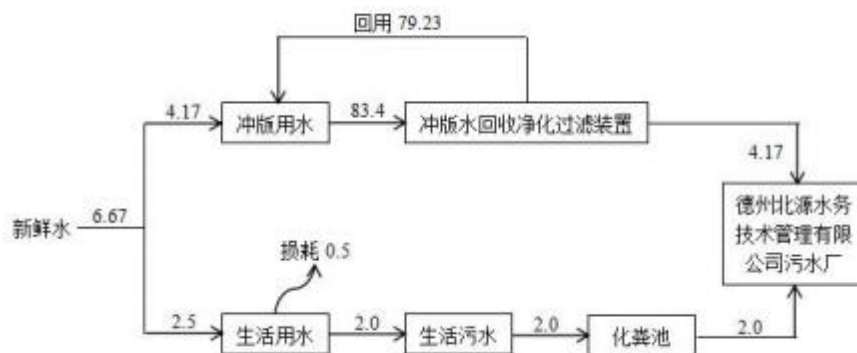 回用 79.23
4.17
冲版用水
83.4
冲版水回收净化过滤装置
4.17
新鲜水
6.67
德州北源水务
技术管理有限
公司污水厂
损耗 0.5
2.5
生活用水
2.0
生活污水
2.0
化粪池
2.0